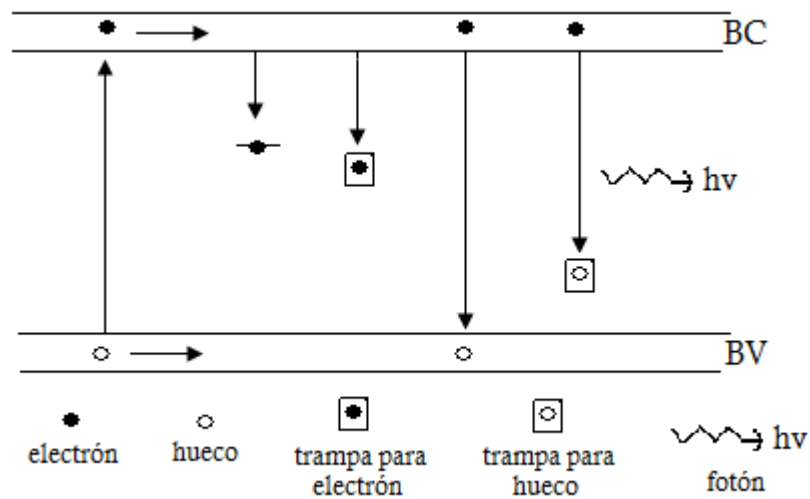 BC
hv
BV
electrón
hueco
trampa para
electrón
trampa para
hueco
hv
fotón